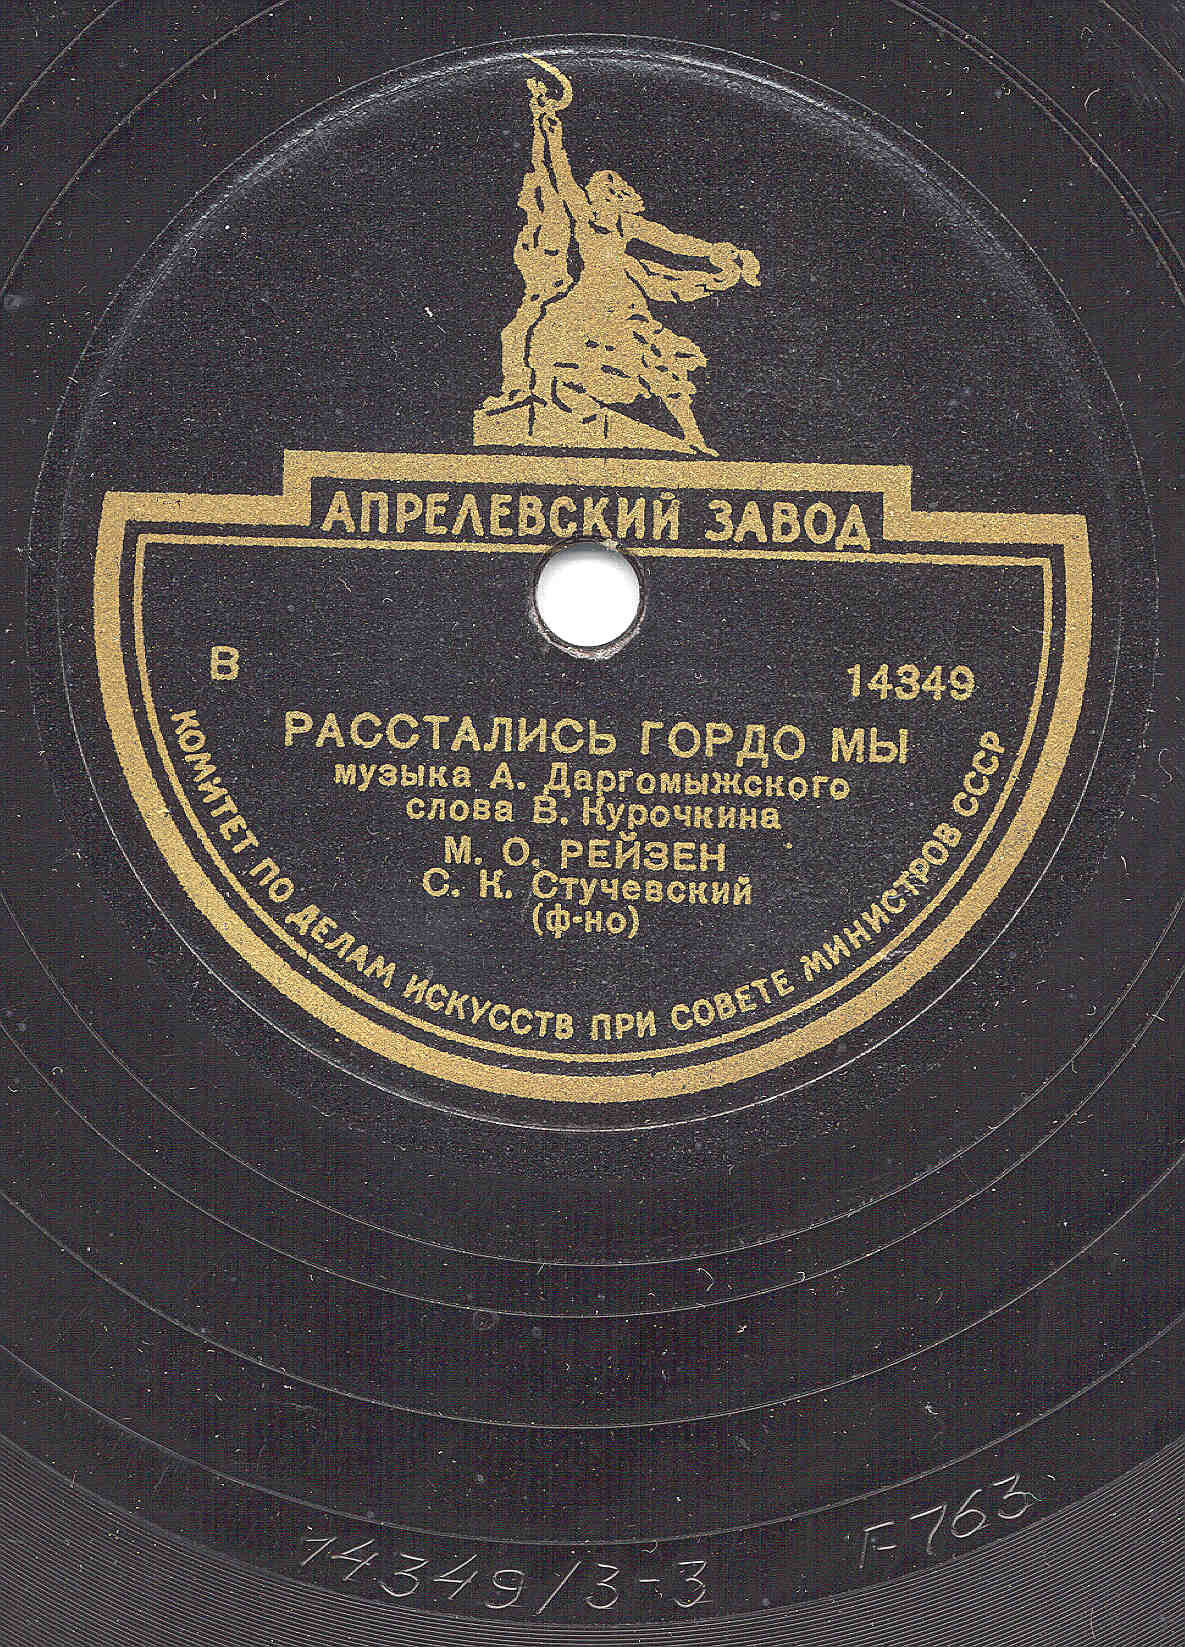 АПРЕЛЕВСКИЙ ЗАВОД
В 14349
РАССТАЛИСЬ ГОРДО МЫ
музыка А. Даргомыжского
слова В. Курочкина
М. О. РЕЙЗЕН
С. К. Стучевский
(ф-но)
КОМИТЕТ ПО ДЕЛАМ ИСКУССТВ ПРИ СОВЕТЕ МИНИСТРОВ СССР
14349/3-3
F763